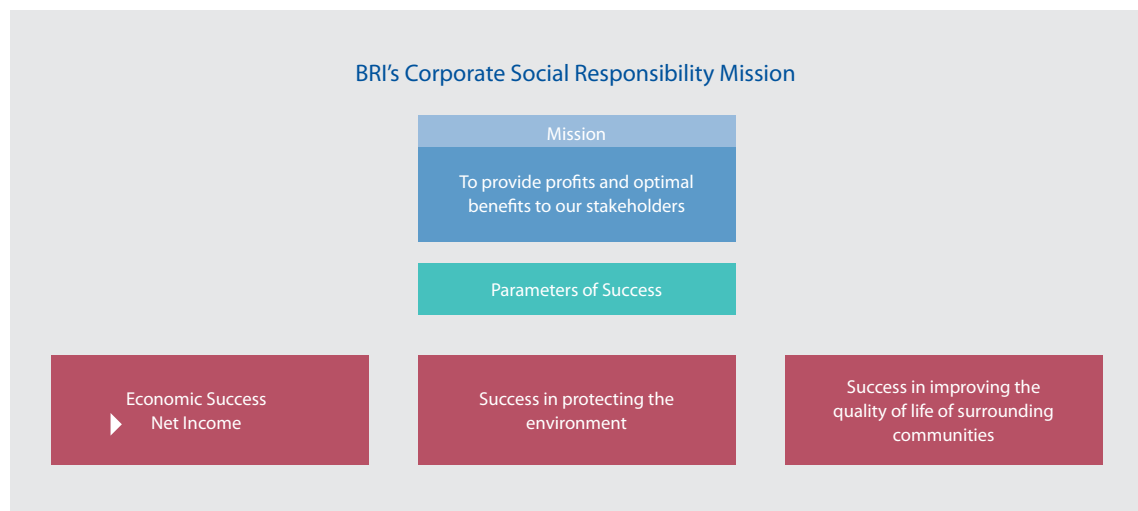 BRI's Corporate Social Responsibility Mission
Mission
To provide profits and optimal
benefits to our stakeholders
Parameters of Success
Economic Success
Net Income
Success in protecting the
environment
Success in improving the
quality of life of surrounding
communities